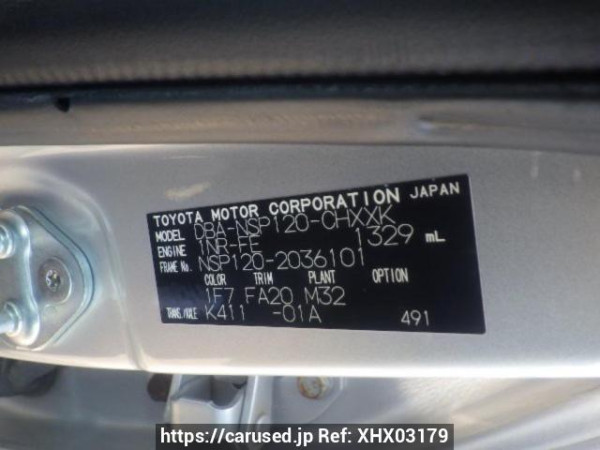 TOYOTA MOTOR CORPORATION JAPAN
MODEL DBA-NSP120-CHXXK
ENGINE 1NR-FE 1329 mL
FRAME No. NSP120-2036101
COLOR TRIM PLANT OPTION
1F7 FA20 M32
TRANS./AXLE K411 -01A 491
https://carused.jp Ref: XHX03179